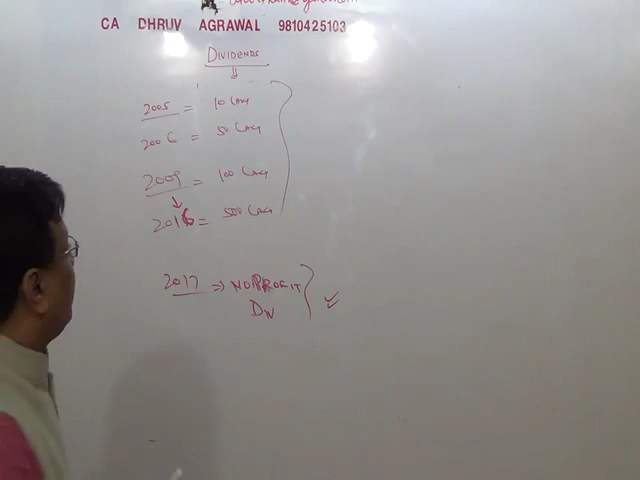 CA DHRUV AGRAWAL 9810425103
DIVIDENDS
2005 = 10 Lacs
2006 = 50 Lacs
2009 = 100 Lacs
2016 = 500 Lacs
2017 ⇒ NO PROFIT
DIV